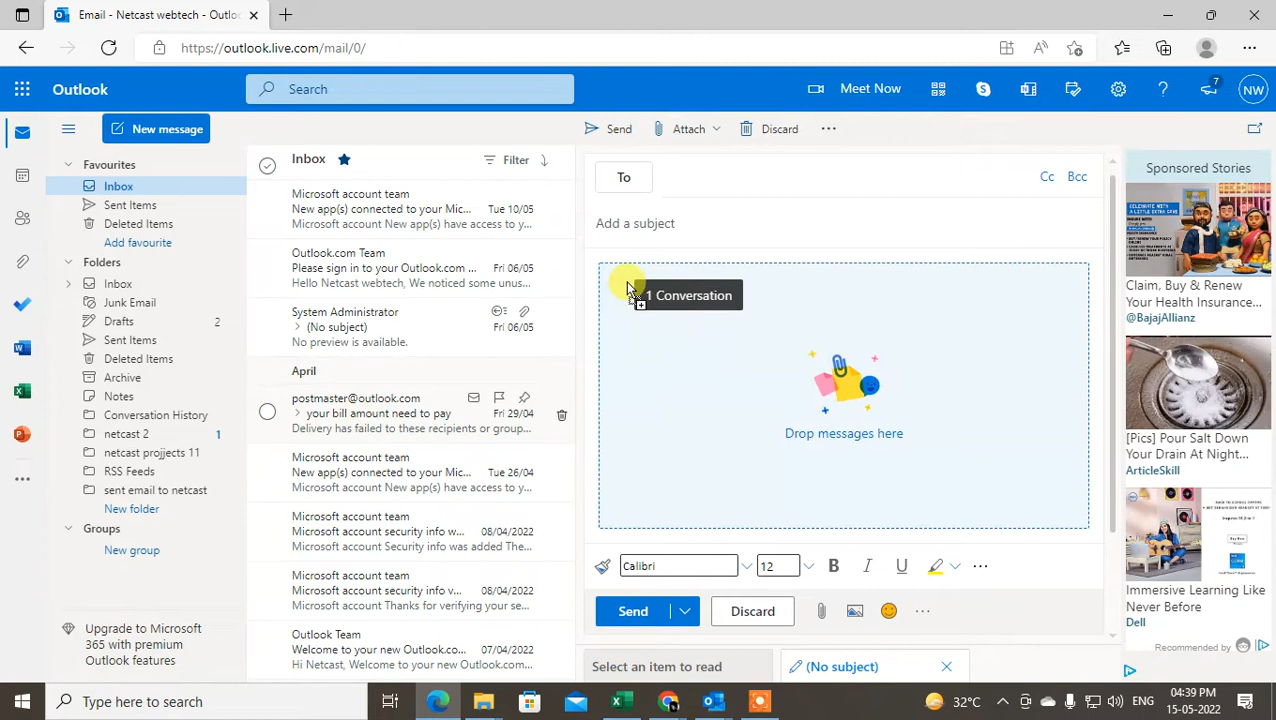 Email - Netcast webtech - Outlook
https://outlook.live.com/mail/0/
Outlook
Search
Meet Now
7
NW
New message
Favourites
Inbox
Sent Items
Deleted Items
Add favourite
Folders
Inbox
Junk Email
Drafts 2
Sent Items
Deleted Items
Archive
Notes
Conversation History
netcast 2 1
netcast projjects 11
RSS Feeds
sent email to netcast
New folder
Groups
New group
Upgrade to Microsoft
365 with premium
Outlook features
Inbox
Filter
Microsoft account team
New app(s) connected to your Mic... Tue 10/05
Microsoft account New app(s) have access to y...
Outlook.com Team
Please sign in to your Outlook.com ... Fri 06/05
Hello Netcast webtech, We noticed some unus...
System Administrator
(No subject) Fri 06/05
No preview is available.
April
postmaster@outlook.com
your bill amount need to pay Fri 29/04
Delivery has failed to these recipients or group...
Microsoft account team
New app(s) connected to your Mic... Tue 26/04
Microsoft account New app(s) have access to y...
Microsoft account team
Microsoft account security info w... 08/04/2022
Microsoft account Security info was added The...
Microsoft account team
Microsoft account security info v... 08/04/2022
Microsoft account Thanks for verifying your se...
Outlook Team
Welcome to your new Outlook.co... 07/04/2022
Hi Netcast, Welcome to your new Outlook.com...
Send Attach Discard
To
Cc Bcc
Add a subject
1 Conversation
Drop messages here
Calibri 12 B I U
Send Discard
Select an item to read
(No subject)
Sponsored Stories
Claim, Buy & Renew
Your Health Insurance...
@BajajAllianz
[Pics] Pour Salt Down
Your Drain At Night...
ArticleSkill
Immersive Learning Like
Never Before
Dell
Recommended by
Type here to search
32°C
ENG
04:39 PM
15-05-2022